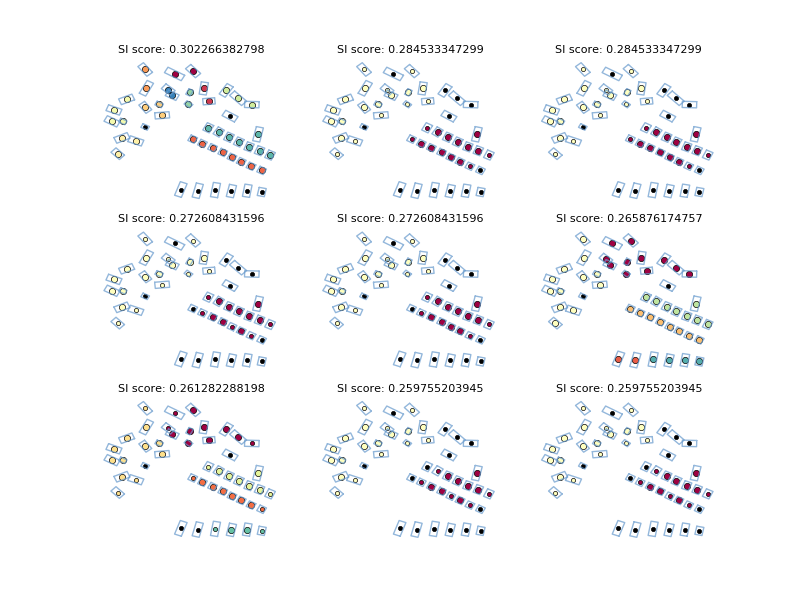 SI score: 0.302266382798
SI score: 0.284533347299
SI score: 0.284533347299
SI score: 0.272608431596
SI score: 0.272608431596
SI score: 0.265876174757
SI score: 0.261282288198
SI score: 0.259755203945
SI score: 0.259755203945